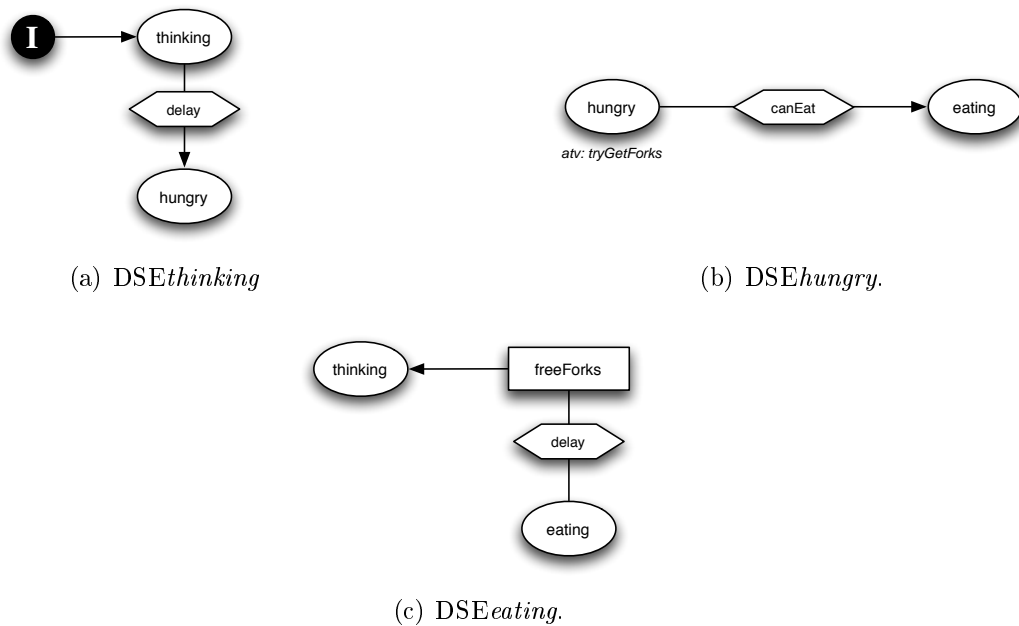 I
thinking
delay
hungry
(a) DSEthinking
hungry
canEat
eating
atv: tryGetForks
(b) DSEhungry.
thinking
freeForks
delay
eating
(c) DSEeating.